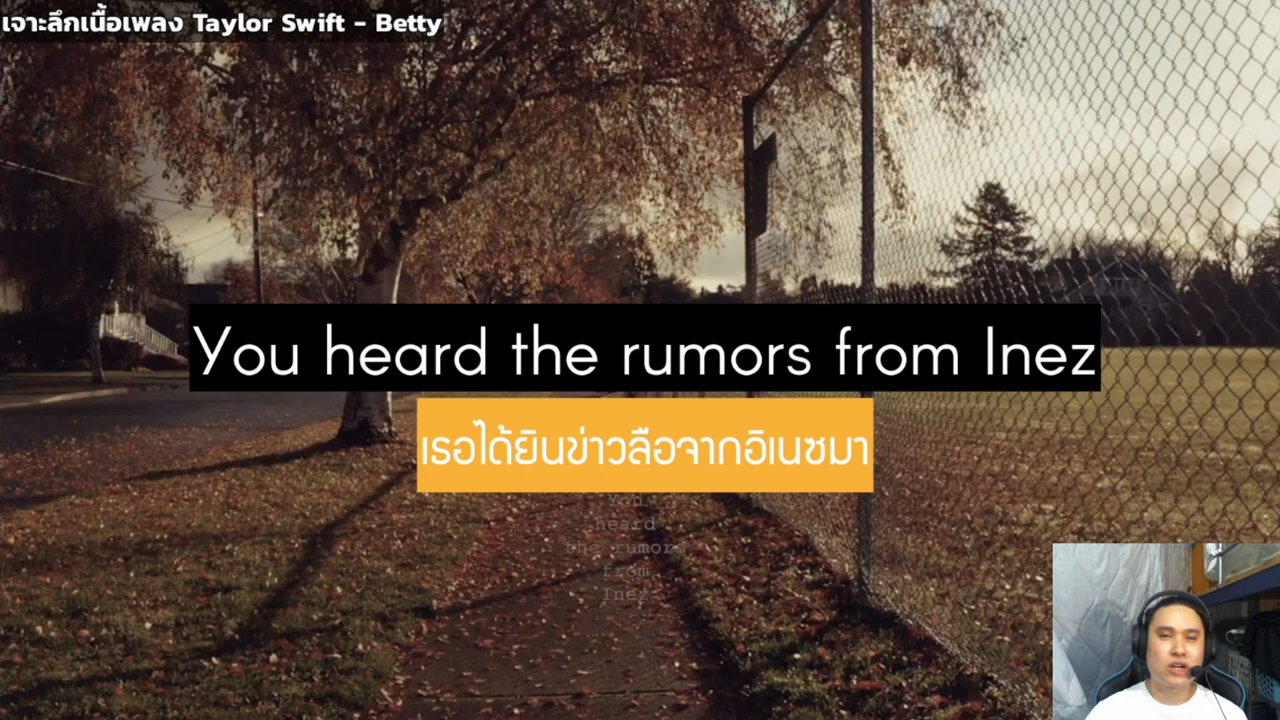 เจาะลึกเนื้อเพลง Taylor Swift - Betty
You heard the rumors from Inez
เธอได้ยินข่าวลือจากอิเนซมา
You
heard
the rumors
from
Inez